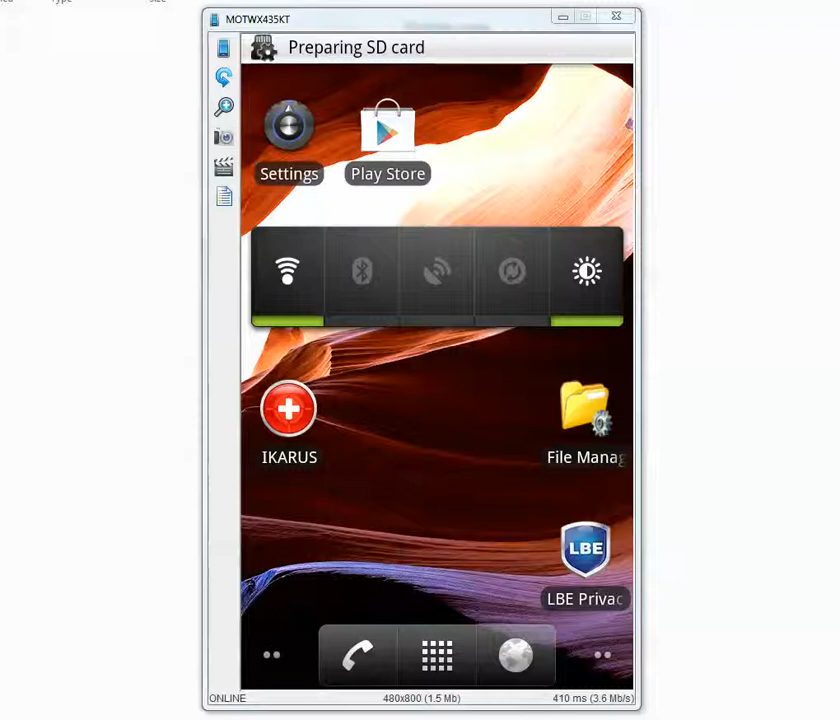 MOTWX435KT
Preparing SD card
Settings
Play Store
IKARUS
File Manag
LBE
LBE Privac
ONLINE
480x800 (1.5 Mb)
410 ms (3.6 Mb/s)